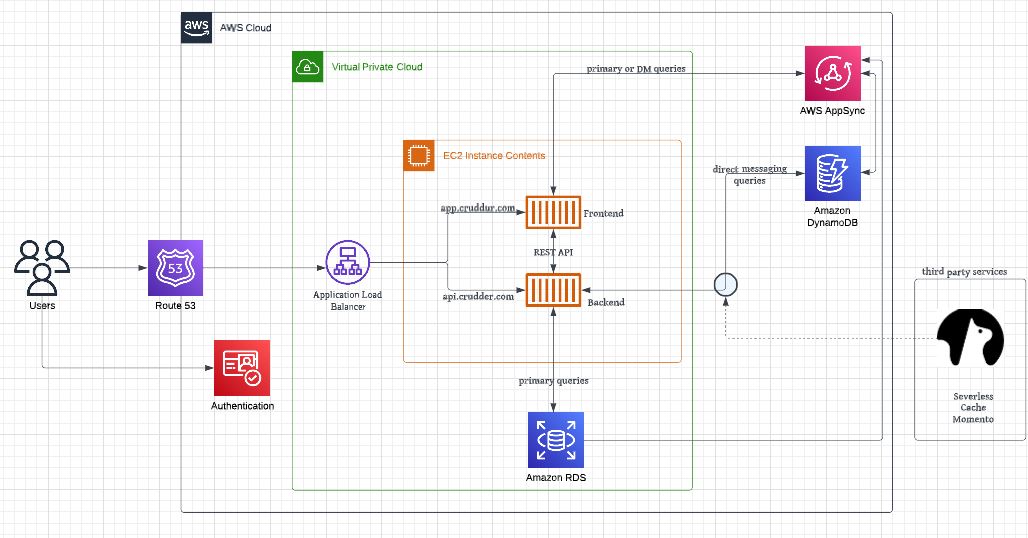 aws
AWS Cloud
Virtual Private Cloud
primary or DM queries
AWS AppSync
EC2 Instance Contents
direct messaging
queries
app.cruddur.com
Frontend
Amazon
DynamoDB
REST API
Users
53
Route 53
Application Load
Balancer
api.crudder.com
Backend
third party services
Authentication
primary queries
Severless
Cache
Momento
Amazon RDS